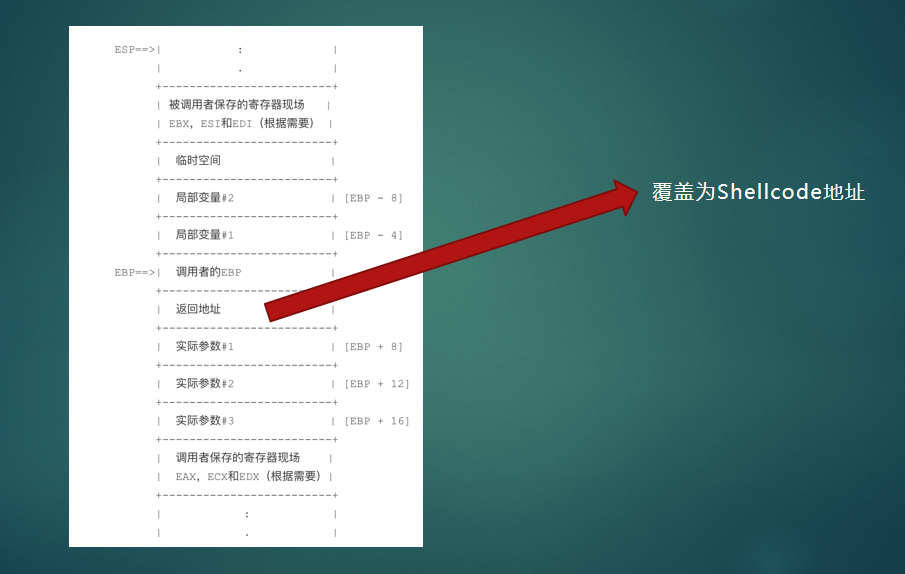 ESP==>| : |
| . |
+-------------------------+
| 被调用者保存的寄存器现场 |
| EBX, ESI和EDI（根据需要） |
+-------------------------+
| 临时空间 |
+-------------------------+
| 局部变量#2 | [EBP - 8]
+-------------------------+
| 局部变量#1 | [EBP - 4]
+-------------------------+
EBP==>| 调用者的EBP |
+-------------------------+
| 返回地址 |
+-------------------------+
| 实际参数#1 | [EBP + 8]
+-------------------------+
| 实际参数#2 | [EBP + 12]
+-------------------------+
| 实际参数#3 | [EBP + 16]
+-------------------------+
| 调用者保存的寄存器现场 |
| EAX, ECX和EDX（根据需要） |
+-------------------------+
| : |
| . |
覆盖为Shellcode地址